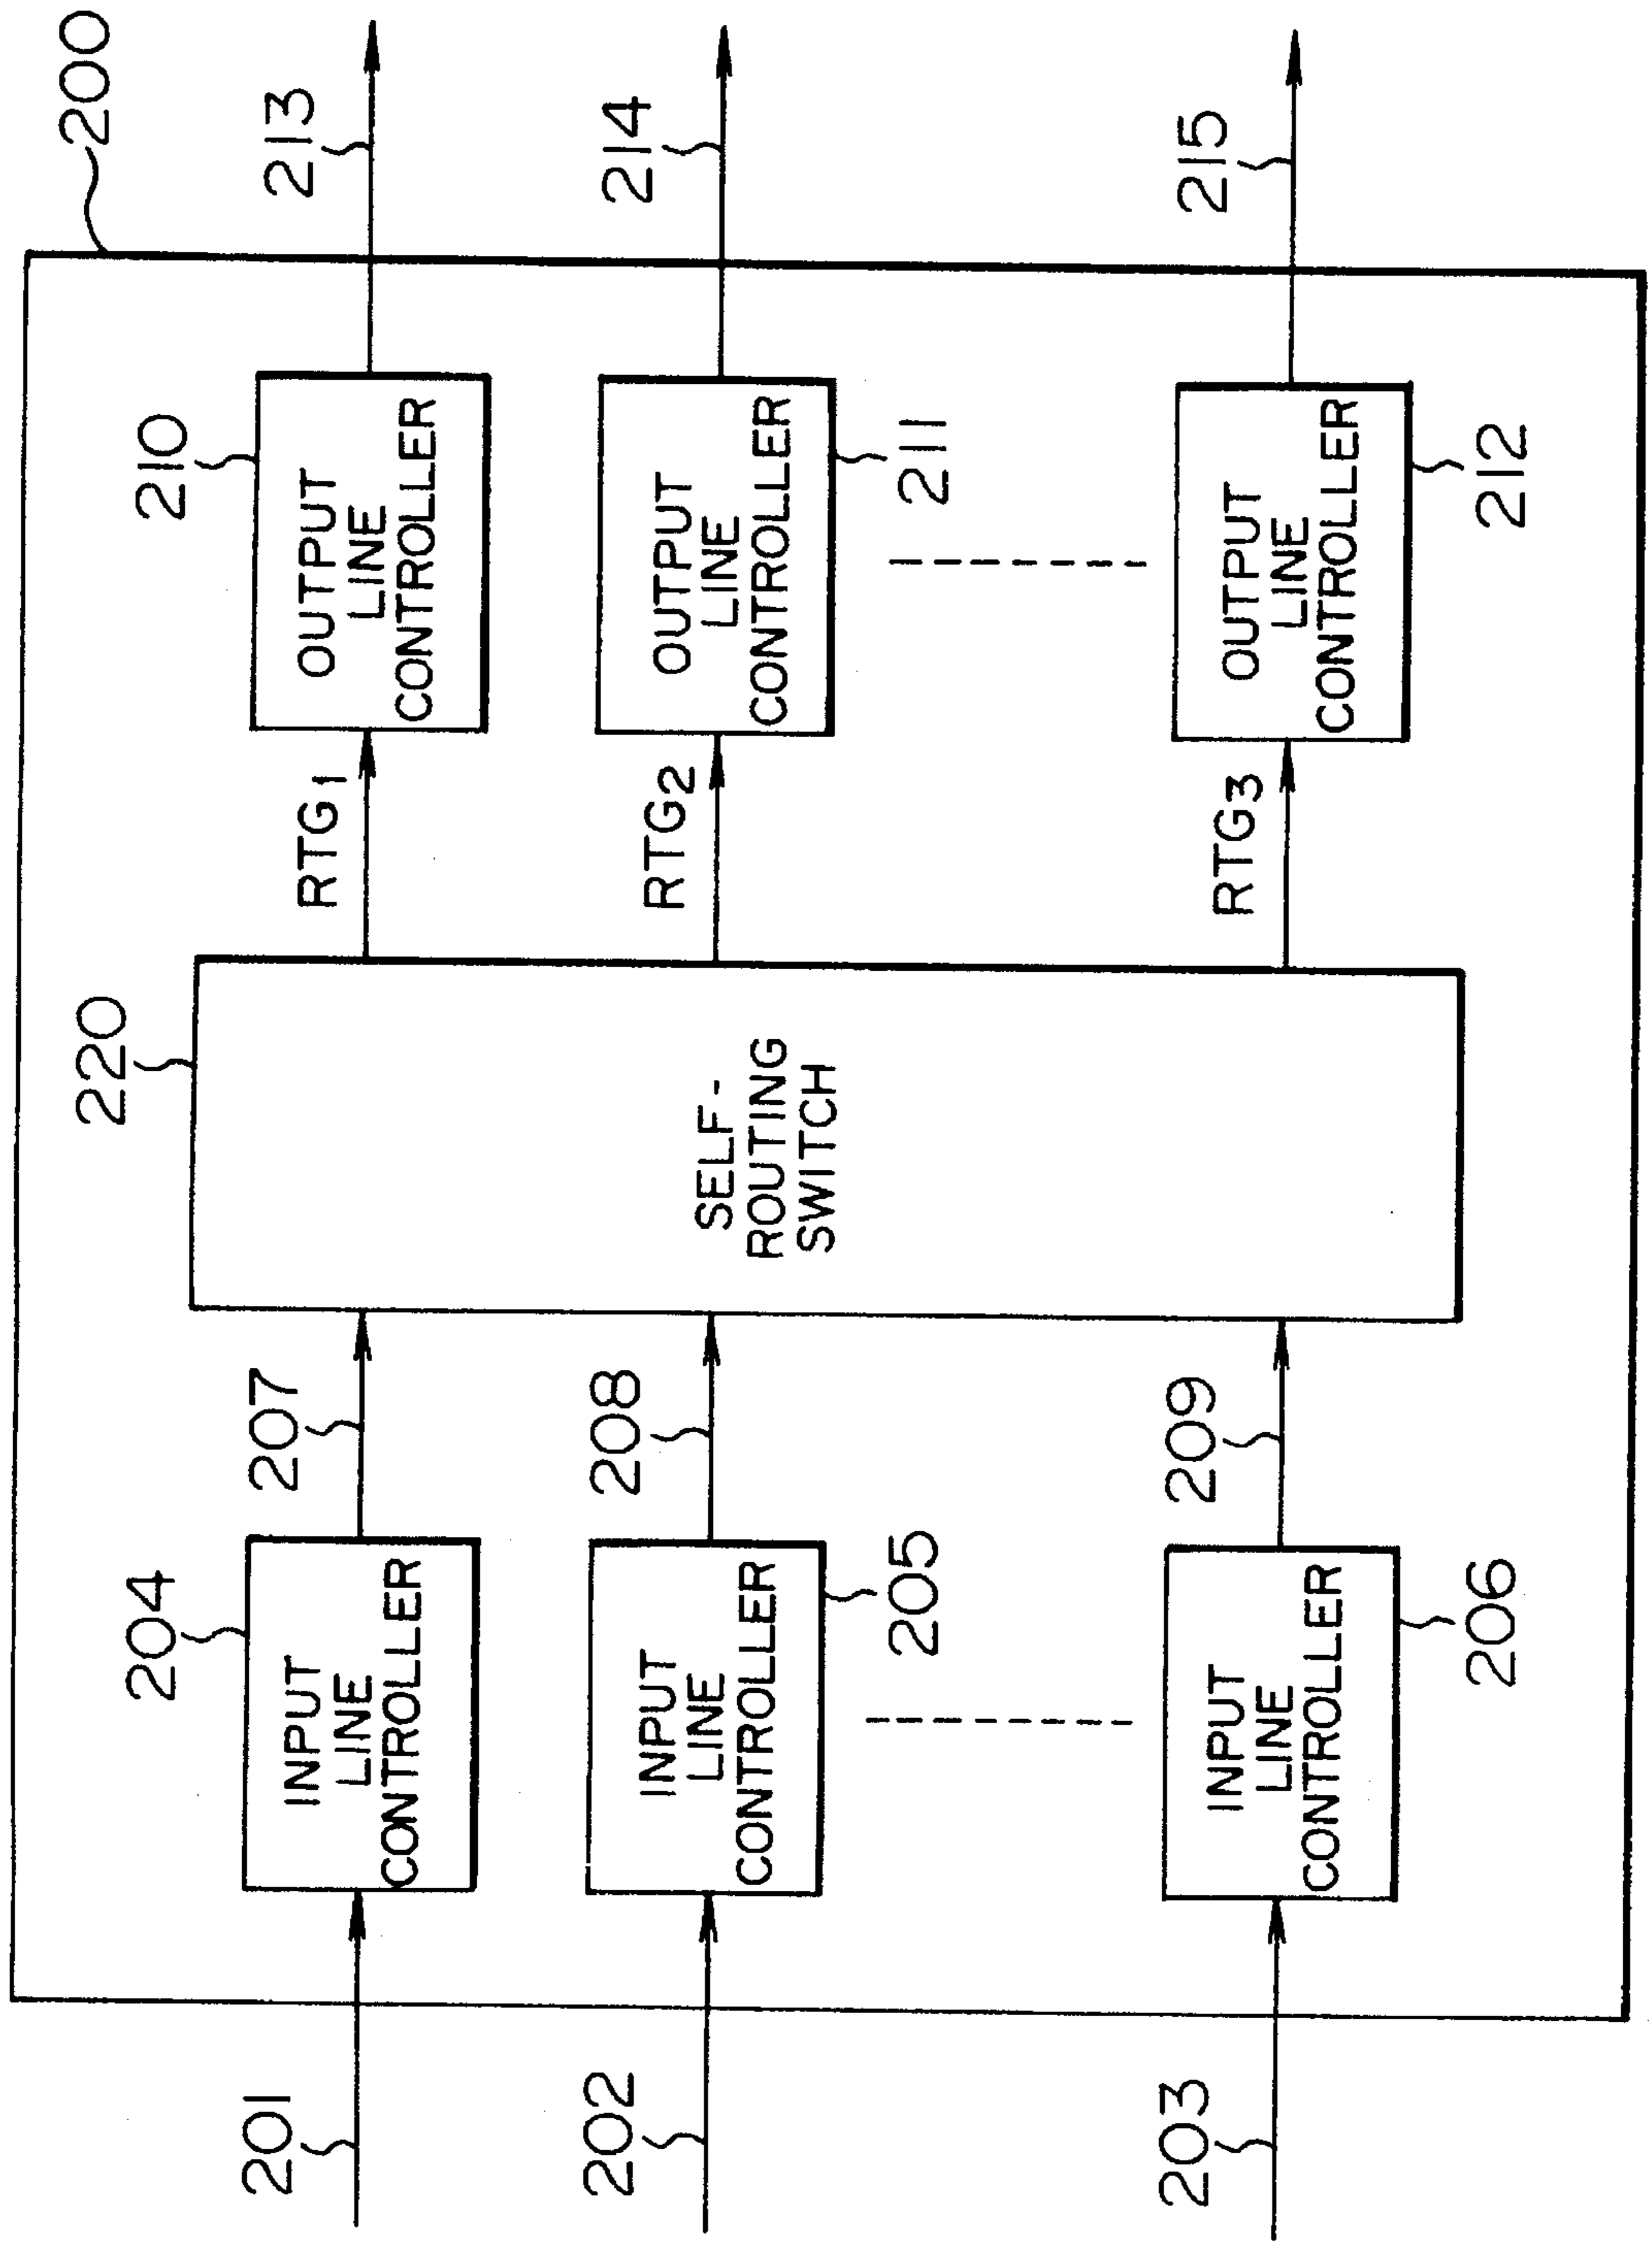 200
201
204
INPUT
LINE
CONTROLLER
207
220
SELF-
ROUTING
SWITCH
RTG1
210
OUTPUT
LINE
CONTROLLER
213
202
INPUT
LINE
CONTROLLER
205
208
RTG2
OUTPUT
LINE
CONTROLLER
211
214
203
INPUT
LINE
CONTROLLER
206
209
RTG3
OUTPUT
LINE
CONTROLLER
212
215